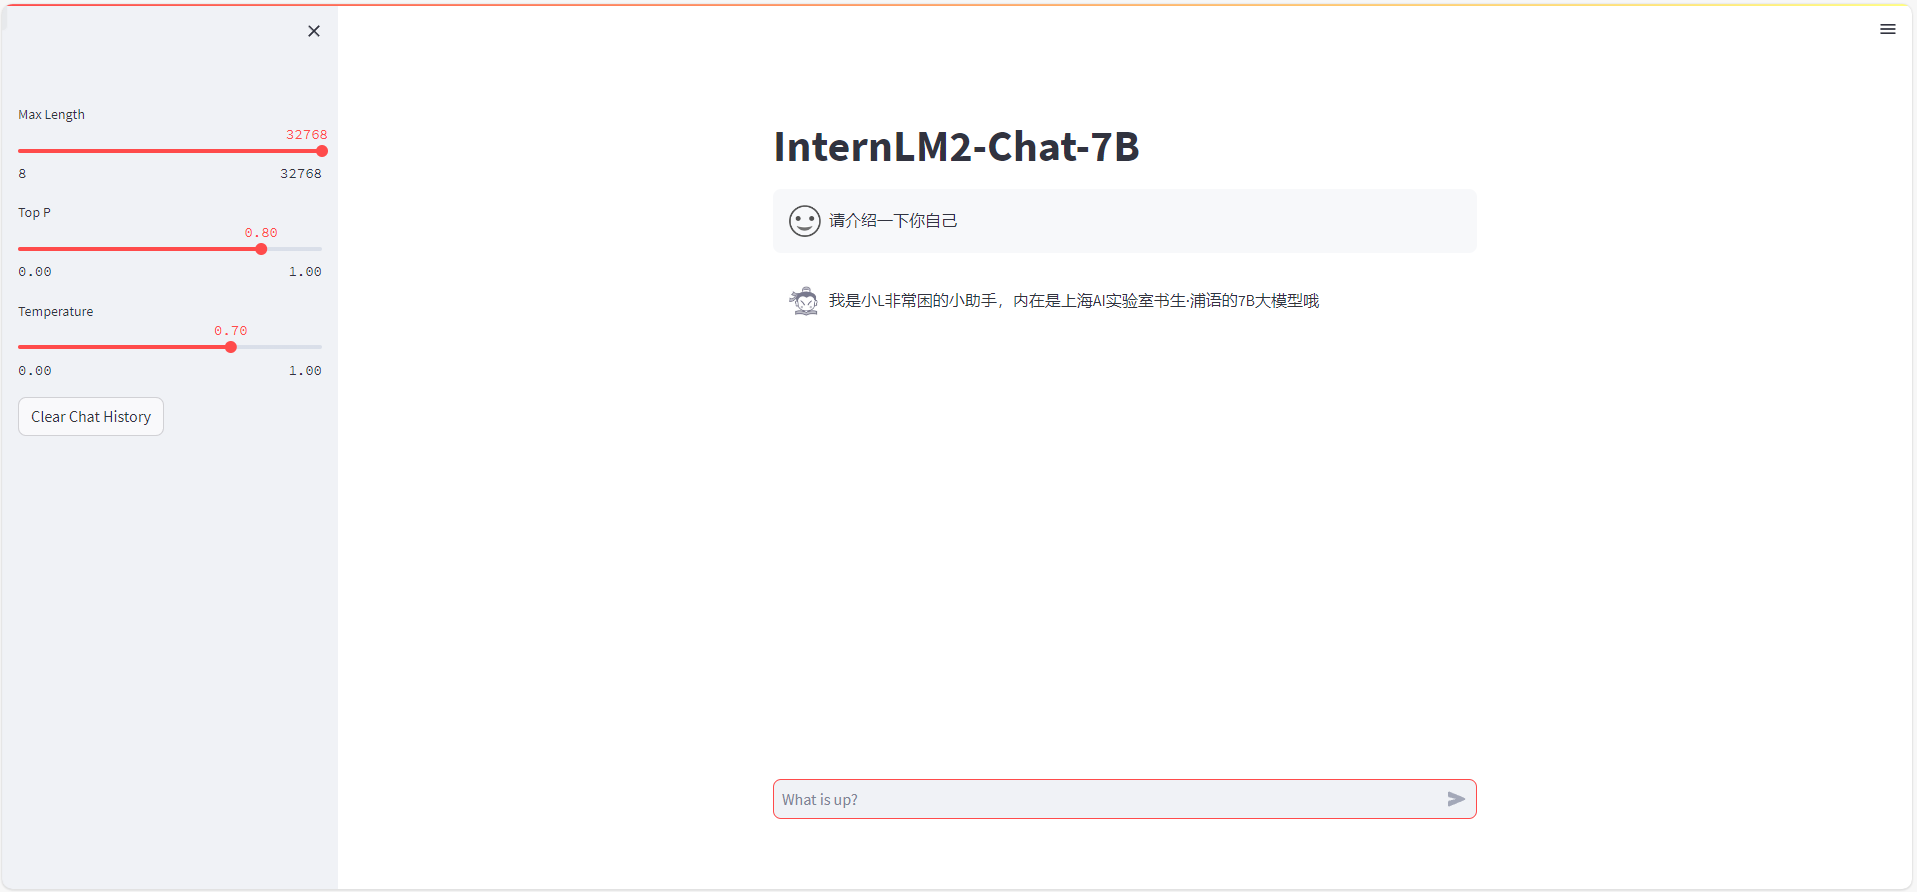 Max Length
32768
8 32768
Top P
0.80
0.00 1.00
Temperature
0.70
0.00 1.00
Clear Chat History
InternLM2-Chat-7B
请介绍一下你自己
我是小L非常困的小助手，内在是上海AI实验室书生·浦语的7B大模型哦
What is up?